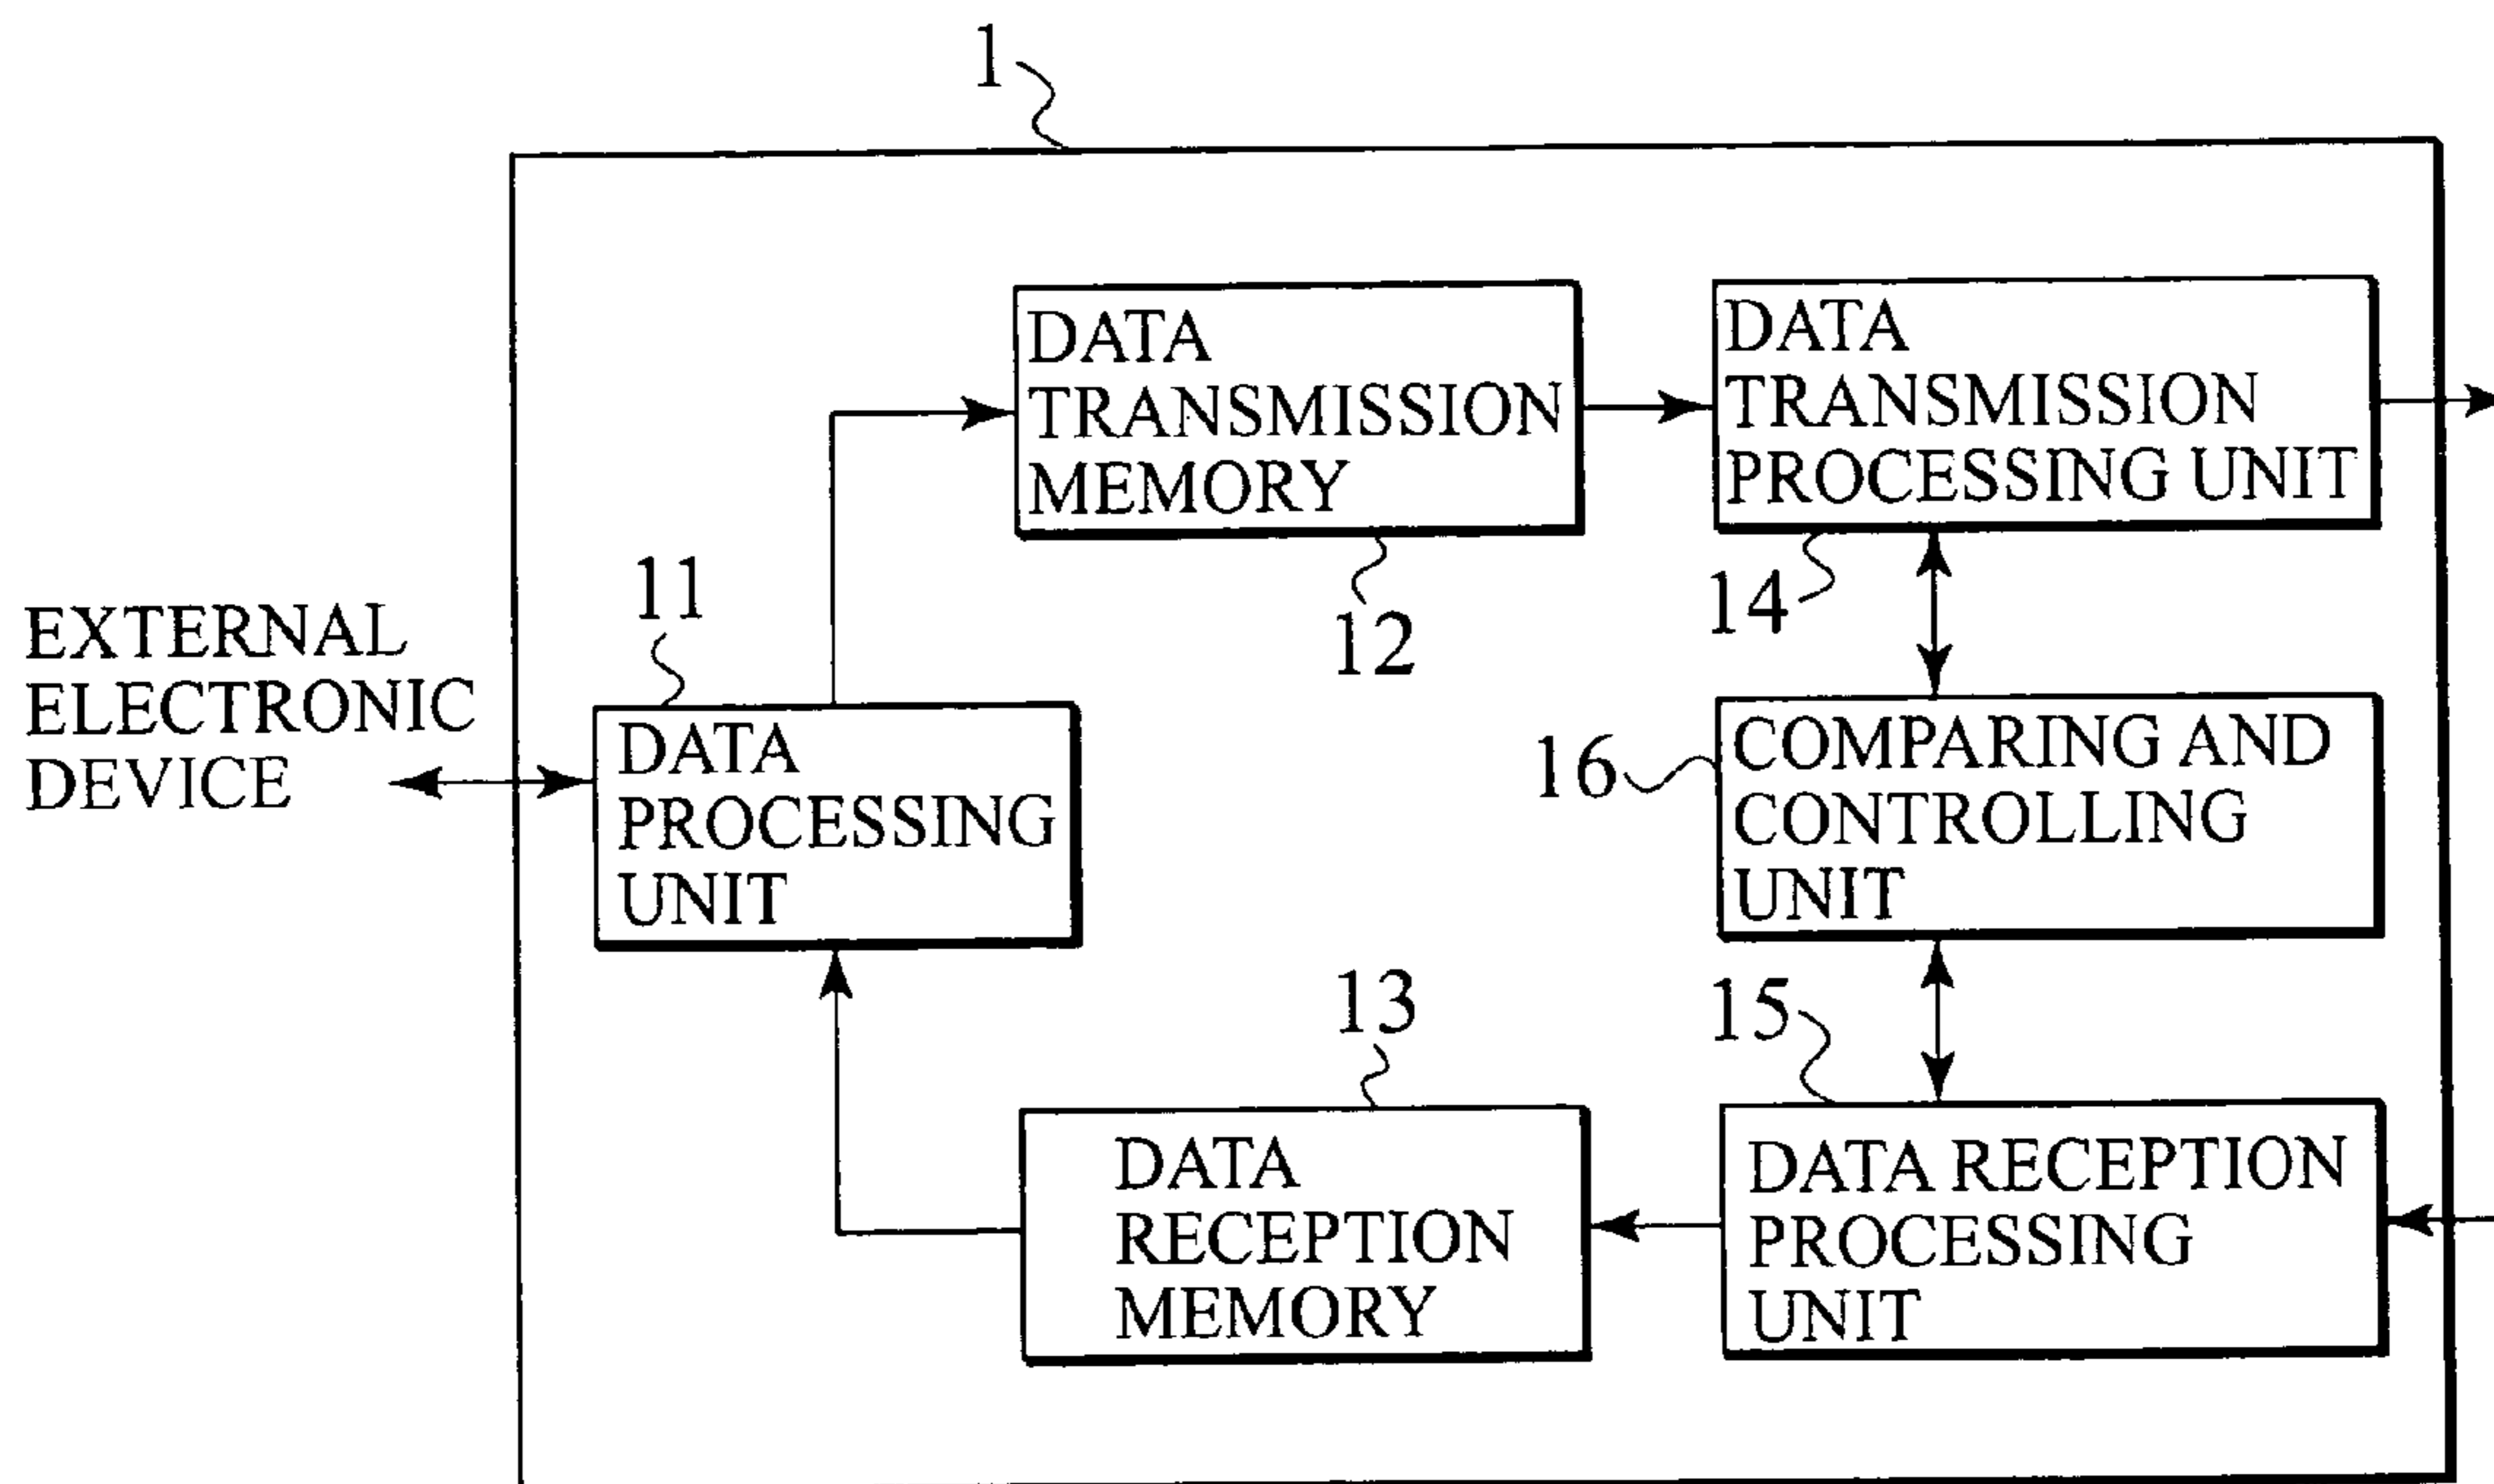 1
DATA
TRANSMISSION
MEMORY
12
DATA
TRANSMISSION
PROCESSING UNIT
14
EXTERNAL
ELECTRONIC
DEVICE
11
DATA
PROCESSING
UNIT
16
COMPARING AND
CONTROLLING
UNIT
13
DATA
RECEPTION
MEMORY
15
DATA RECEPTION
PROCESSING
UNIT